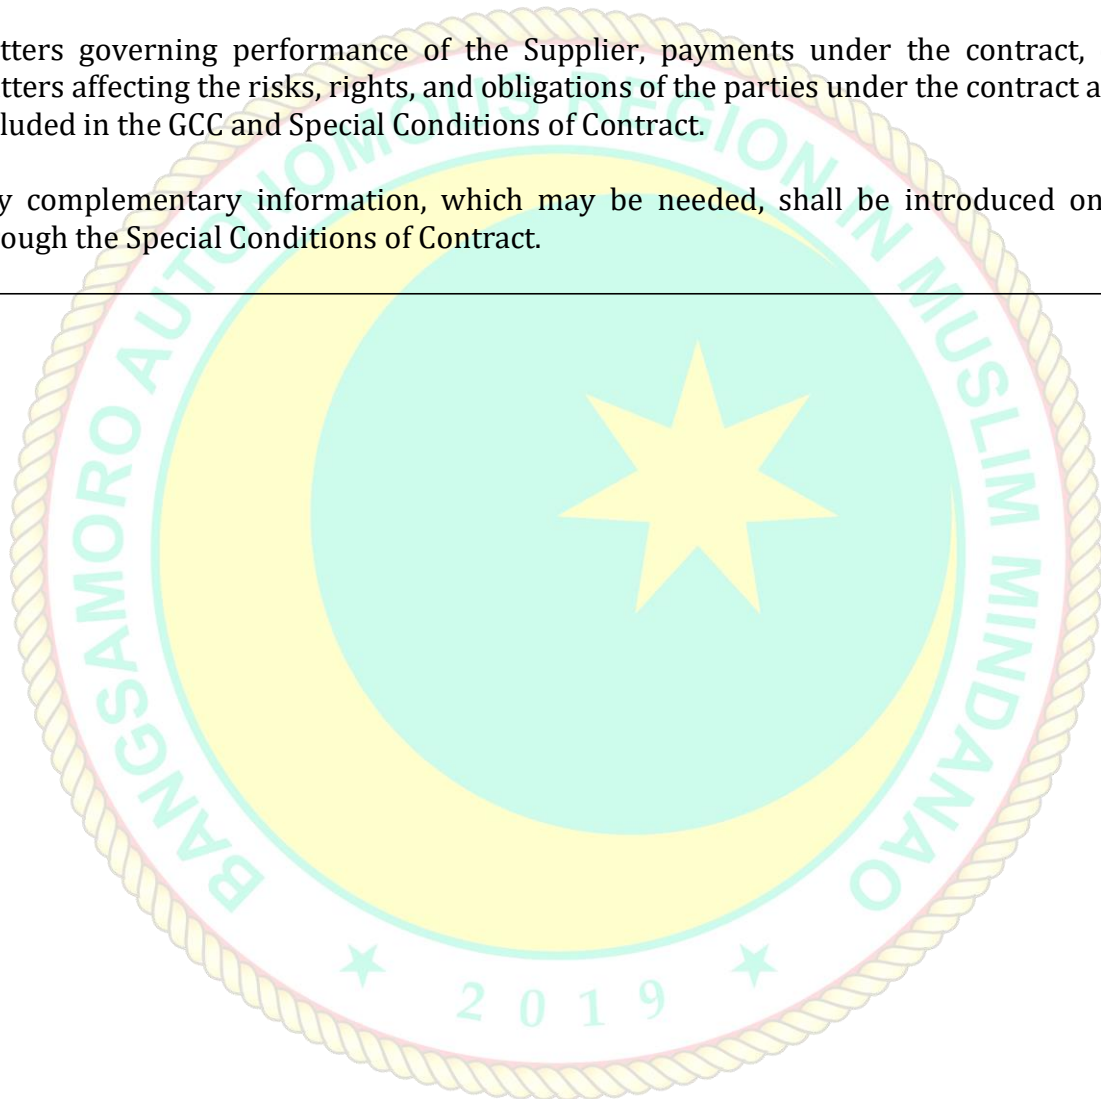 tters governing performance of the Supplier, payments under the contract,
tters affecting the risks, rights, and obligations of the parties under the contract a
luded in the GCC and Special Conditions of Contract.
y complementary information, which may be needed, shall be introduced on
ough the Special Conditions of Contract.
BANGSAMORO AUTONOMOUS REGION IN MUSLIM MINDANAO
2019